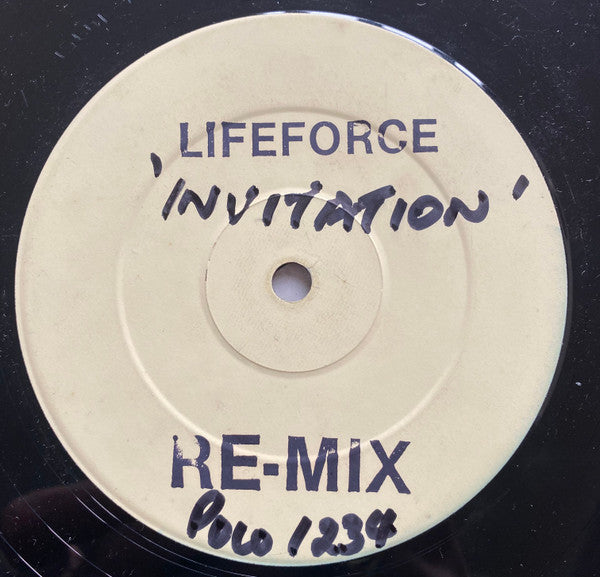 LIFEFORCE
'INVITATION'
RE-MIX
POLO 1234